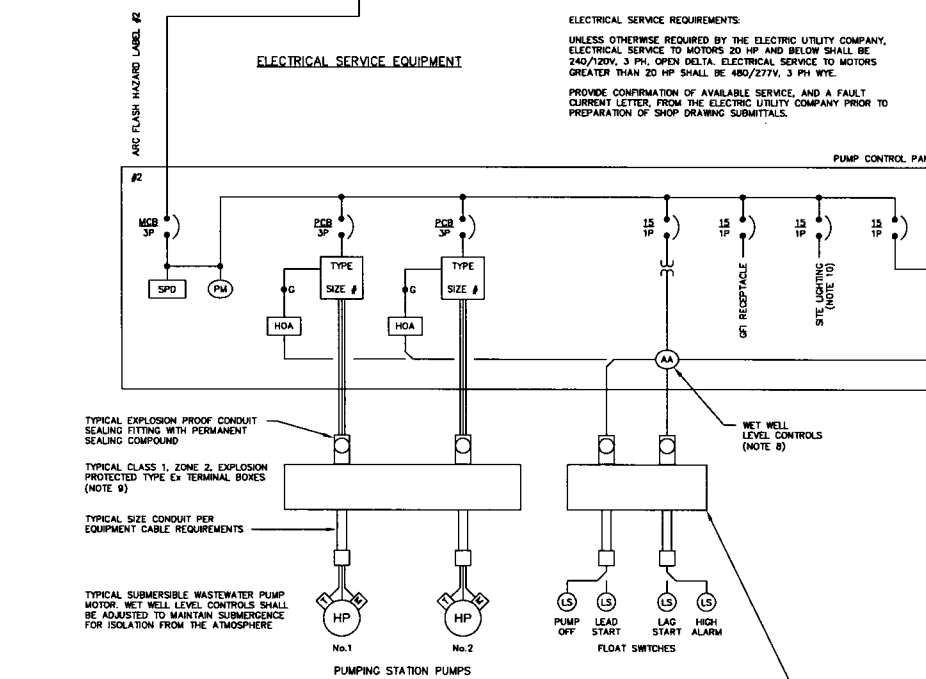 ARC FLASH HAZARD LABEL #2
ELECTRICAL SERVICE EQUIPMENT
ELECTRICAL SERVICE REQUIREMENTS:
UNLESS OTHERWISE REQUIRED BY THE ELECTRIC UTILITY COMPANY,
ELECTRICAL SERVICE TO MOTORS 20 HP AND BELOW SHALL BE
240/120V, 3 PH, OPEN DELTA. ELECTRICAL SERVICE TO MOTORS
GREATER THAN 20 HP SHALL BE 480/277V, 3 PH WYE.
PROVIDE CONFIRMATION OF AVAILABLE SERVICE, AND A FAULT
CURRENT LETTER, FROM THE ELECTRIC UTILITY COMPANY PRIOR TO
PREPARATION OF SHOP DRAWING SUBMITTALS.
PUMP CONTROL PAN
#2
MCB
3P
PCB
3P
PCB
3P
15
1P
15
1P
15
1P
15
1P
SPD
PM
TYPE
SIZE #
TYPE
SIZE #
G
G
HOA
HOA
GFI RECEPTACLE
SITE LIGHTING
(NOTE 10)
AA
WET WELL
LEVEL CONTROLS
(NOTE 8)
TYPICAL EXPLOSION PROOF CONDUIT
SEALING FITTING WITH PERMANENT
SEALING COMPOUND
TYPICAL CLASS 1, ZONE 2, EXPLOSION
PROTECTED TYPE Ex TERMINAL BOXES
(NOTE 9)
TYPICAL SIZE CONDUIT PER
EQUIPMENT CABLE REQUIREMENTS
TYPICAL SUBMERSIBLE WASTEWATER PUMP
MOTOR. WET WELL LEVEL CONTROLS SHALL
BE ADJUSTED TO MAINTAIN SUBMERGENCE
FOR ISOLATION FROM THE ATMOSPHERE
T
M
HP
No.1
T
M
HP
No.2
PUMPING STATION PUMPS
LS
LS
LS
LS
PUMP
OFF
LEAD
START
LAG
START
HIGH
ALARM
FLOAT SWITCHES